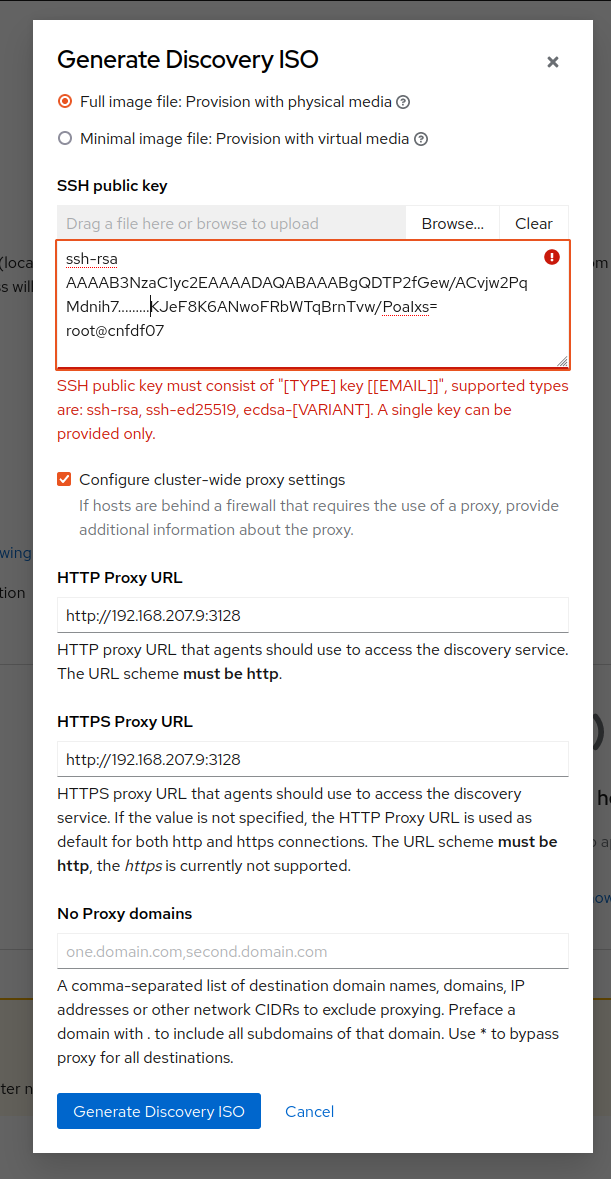 Generate Discovery ISO
Full image file: Provision with physical media
Minimal image file: Provision with virtual media
SSH public key
Drag a file here or browse to upload Browse... Clear
(loca
om
ss will
ssh-rsa
AAAAB3NzaC1yc2EAAAADAQABAAABgQDTP2fGew/ACvjw2Pq
Mdnih7.........KJeF8K6ANwoFRbWTqBrnTvw/PoaIxs=
root@cnfdf07
SSH public key must consist of "[TYPE] key [[EMAIL]]", supported types
are: ssh-rsa, ssh-ed25519, ecdsa-[VARIANT]. A single key can be
provided only.
Configure cluster-wide proxy settings
If hosts are behind a firewall that requires the use of a proxy, provide
additional information about the proxy.
wing
tion
HTTP Proxy URL
http://192.168.207.9:3128
HTTP proxy URL that agents should use to access the discovery service.
The URL scheme must be http.
HTTPS Proxy URL
http://192.168.207.9:3128
HTTPS proxy URL that agents should use to access the discovery
service. If the value is not specified, the HTTP Proxy URL is used as
default for both http and https connections. The URL scheme must be
http, the https is currently not supported.
No Proxy domains
one.domain.com,second.domain.com
A comma-separated list of destination domain names, domains, IP
addresses or other network CIDRs to exclude proxying. Preface a
domain with . to include all subdomains of that domain. Use * to bypass
proxy for all destinations.
ter n
Generate Discovery ISO Cancel